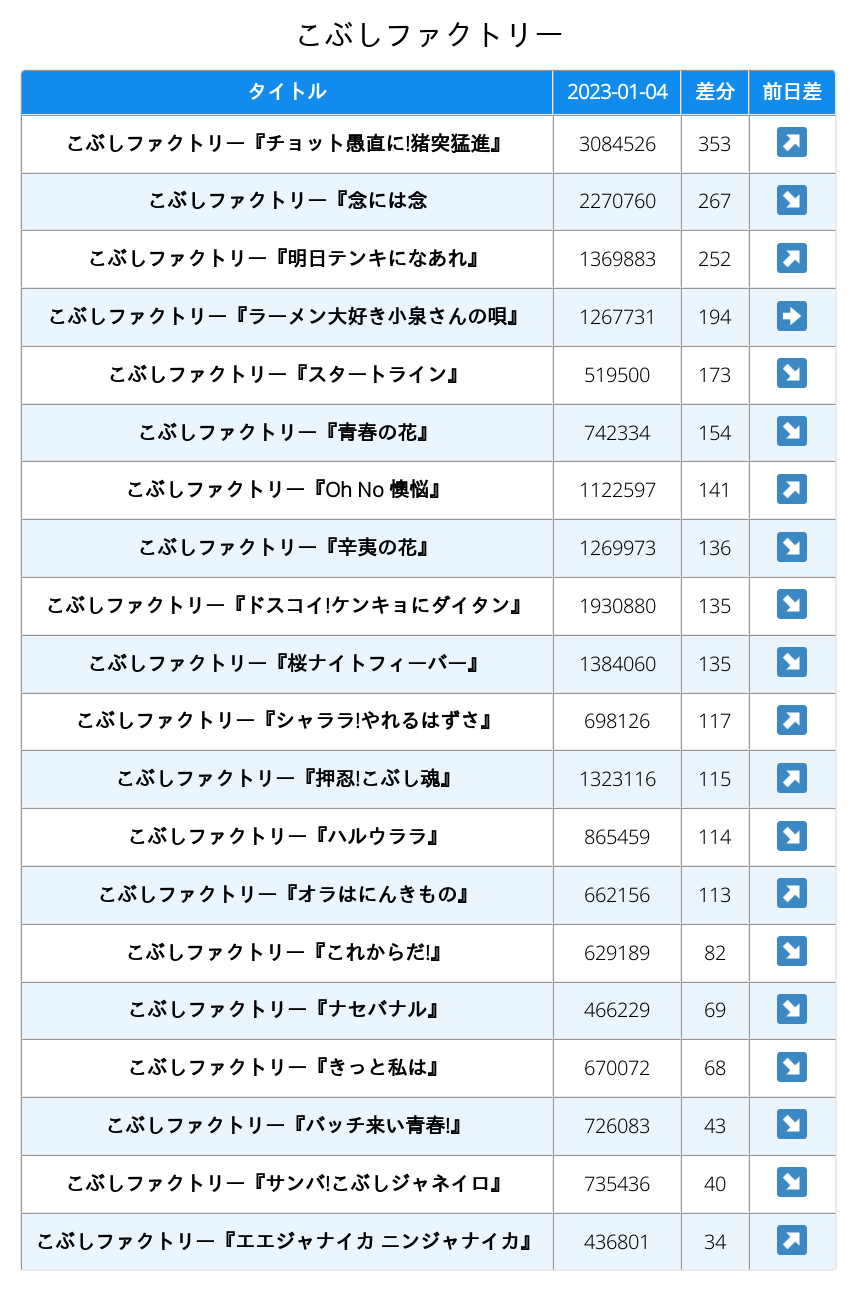 こぶしファクトリー
タイトル 2023-01-04 差分 前日差
こぶしファクトリー『チョット愚直に!猪突猛進』 3084526 353
こぶしファクトリー『念には念 2270760 267
こぶしファクトリー『明日テンキになあれ』 1369883 252
こぶしファクトリー『ラーメン大好き小泉さんの唄』 1267731 194
こぶしファクトリー『スタートライン』 519500 173
こぶしファクトリー『青春の花』 742334 154
こぶしファクトリー『Oh No 懊悩』 1122597 141
こぶしファクトリー『辛夷の花』 1269973 136
こぶしファクトリー『ドスコイ!ケンキョにダイタン』 1930880 135
こぶしファクトリー『桜ナイトフィーバー』 1384060 135
こぶしファクトリー『シャララ!やれるはずさ』 698126 117
こぶしファクトリー『押忍!こぶし魂』 1323116 115
こぶしファクトリー『ハルウララ』 865459 114
こぶしファクトリー『オラはにんきもの』 662156 113
こぶしファクトリー『これからだ!』 629189 82
こぶしファクトリー『ナセバナル』 466229 69
こぶしファクトリー『きっと私は』 670072 68
こぶしファクトリー『バッチ来い青春!』 726083 43
こぶしファクトリー『サンバ!こぶしジャネイロ』 735436 40
こぶしファクトリー『エエジャナイカ ニンジャナイカ』 436801 34